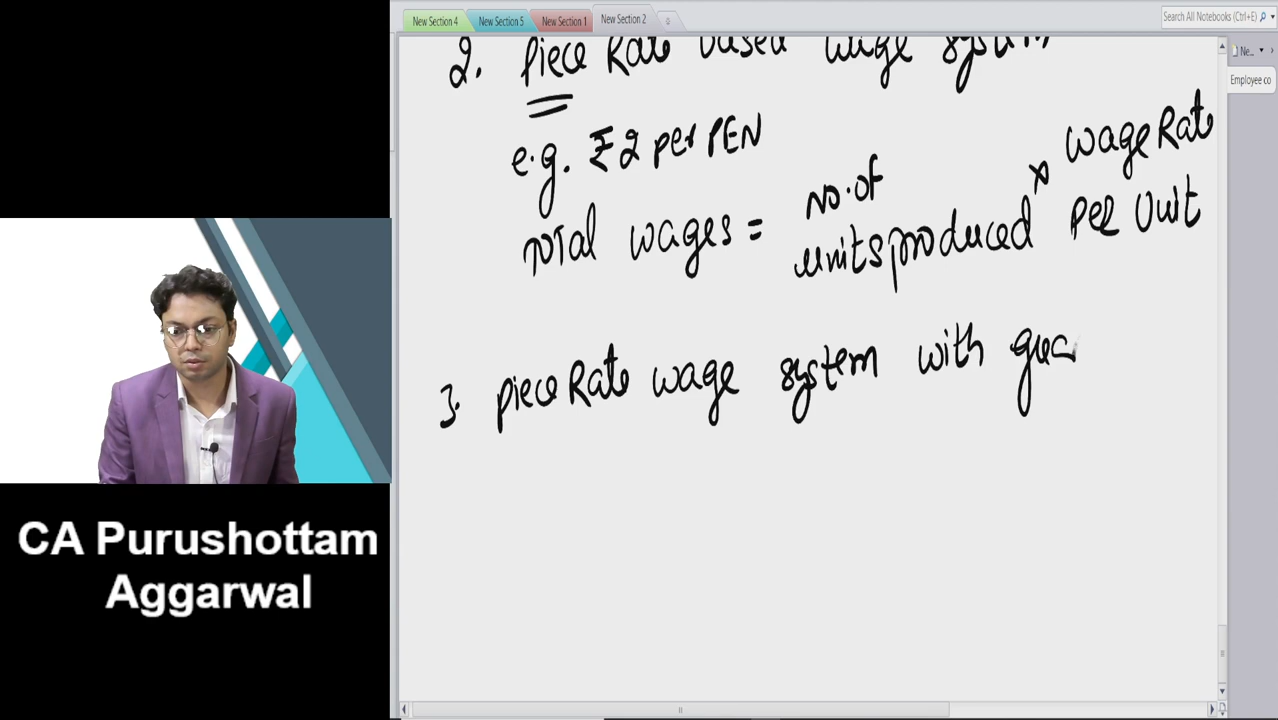 New Section 4
New Section 5
New Section 1
New Section 2
Search All Notebooks (Ctrl+E)
Ne...
Employee co
2. Piece Rate based wage system
e.g. ₹2 per PEN
Total wages = no. of units produced x wage Rate Per Unit
3. piece Rate wage system with gua
CA Purushottam
Aggarwal